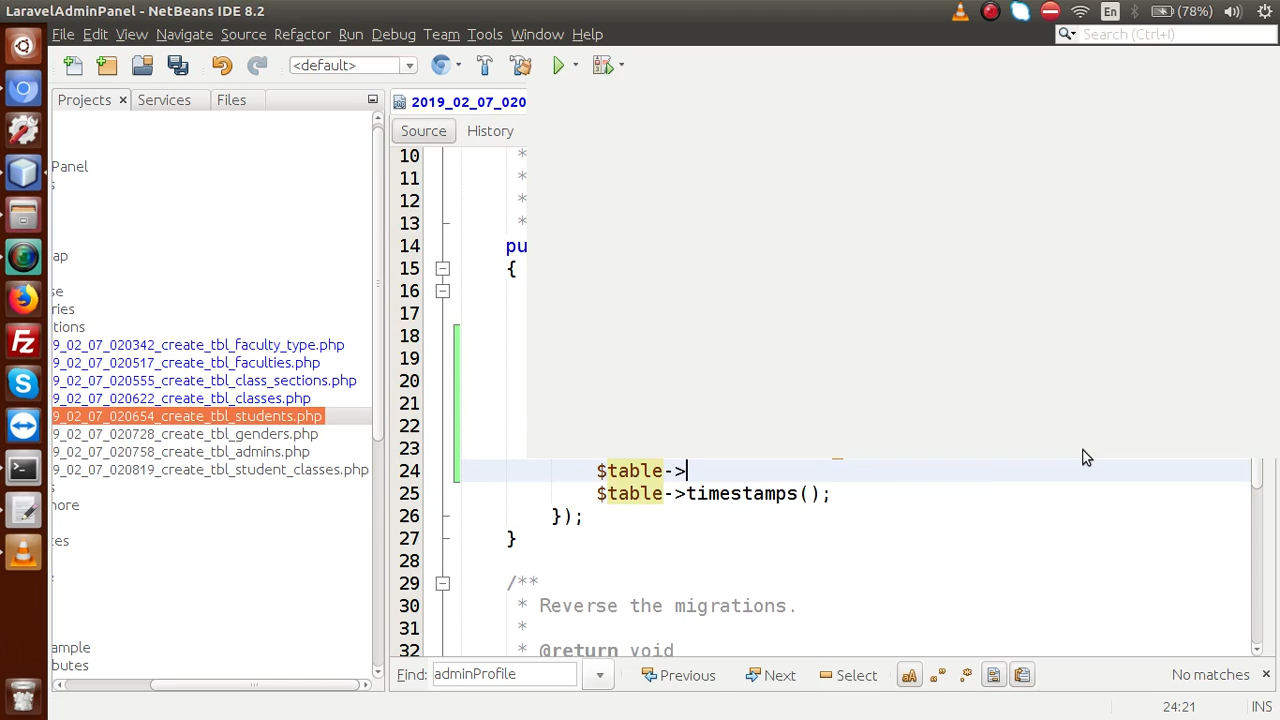 LaravelAdminPanel - NetBeans IDE 8.2
En
(78%)
File Edit View Navigate Source Refactor Run Debug Team Tools Window Help
Search (Ctrl+I)
<default>
Projects
Services
Files
2019_02_07_020
Source
History
Panel
ap
se
ries
tions
9_02_07_020342_create_tbl_faculty_type.php
9_02_07_020517_create_tbl_faculties.php
9_02_07_020555_create_tbl_class_sections.php
9_02_07_020622_create_tbl_classes.php
9_02_07_020654_create_tbl_students.php
9_02_07_020728_create_tbl_genders.php
9_02_07_020758_create_tbl_admins.php
9_02_07_020819_create_tbl_student_classes.php
s
more
ces
ample
butes
10 *
11 *
12 *
13 *
14 pu
15 {
16
17
18
19
20
21
22
23
24 $table->
25 $table->timestamps();
26 });
27 }
28
29 /**
30 * Reverse the migrations.
31 *
32 * @return void
Find: adminProfile
Previous
Next
Select
No matches
24:21
INS